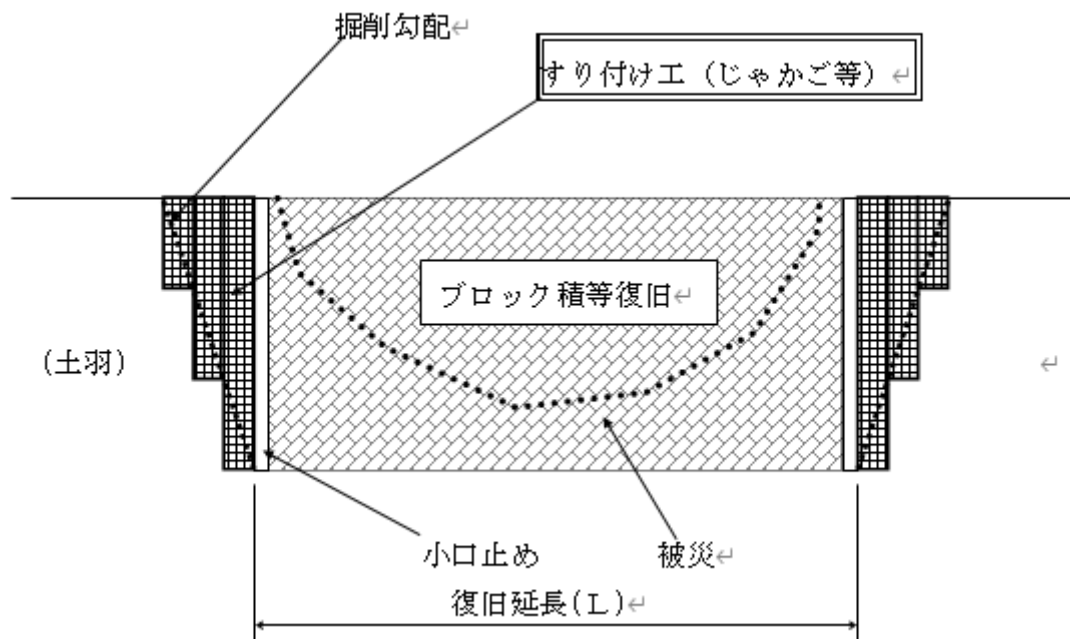 掘削勾配↵
すり付け工（じゃかご等）↵
ブロック積等復旧↵
（土羽）
↵
小口止め
被災↵
復旧延長(Ｌ)↵